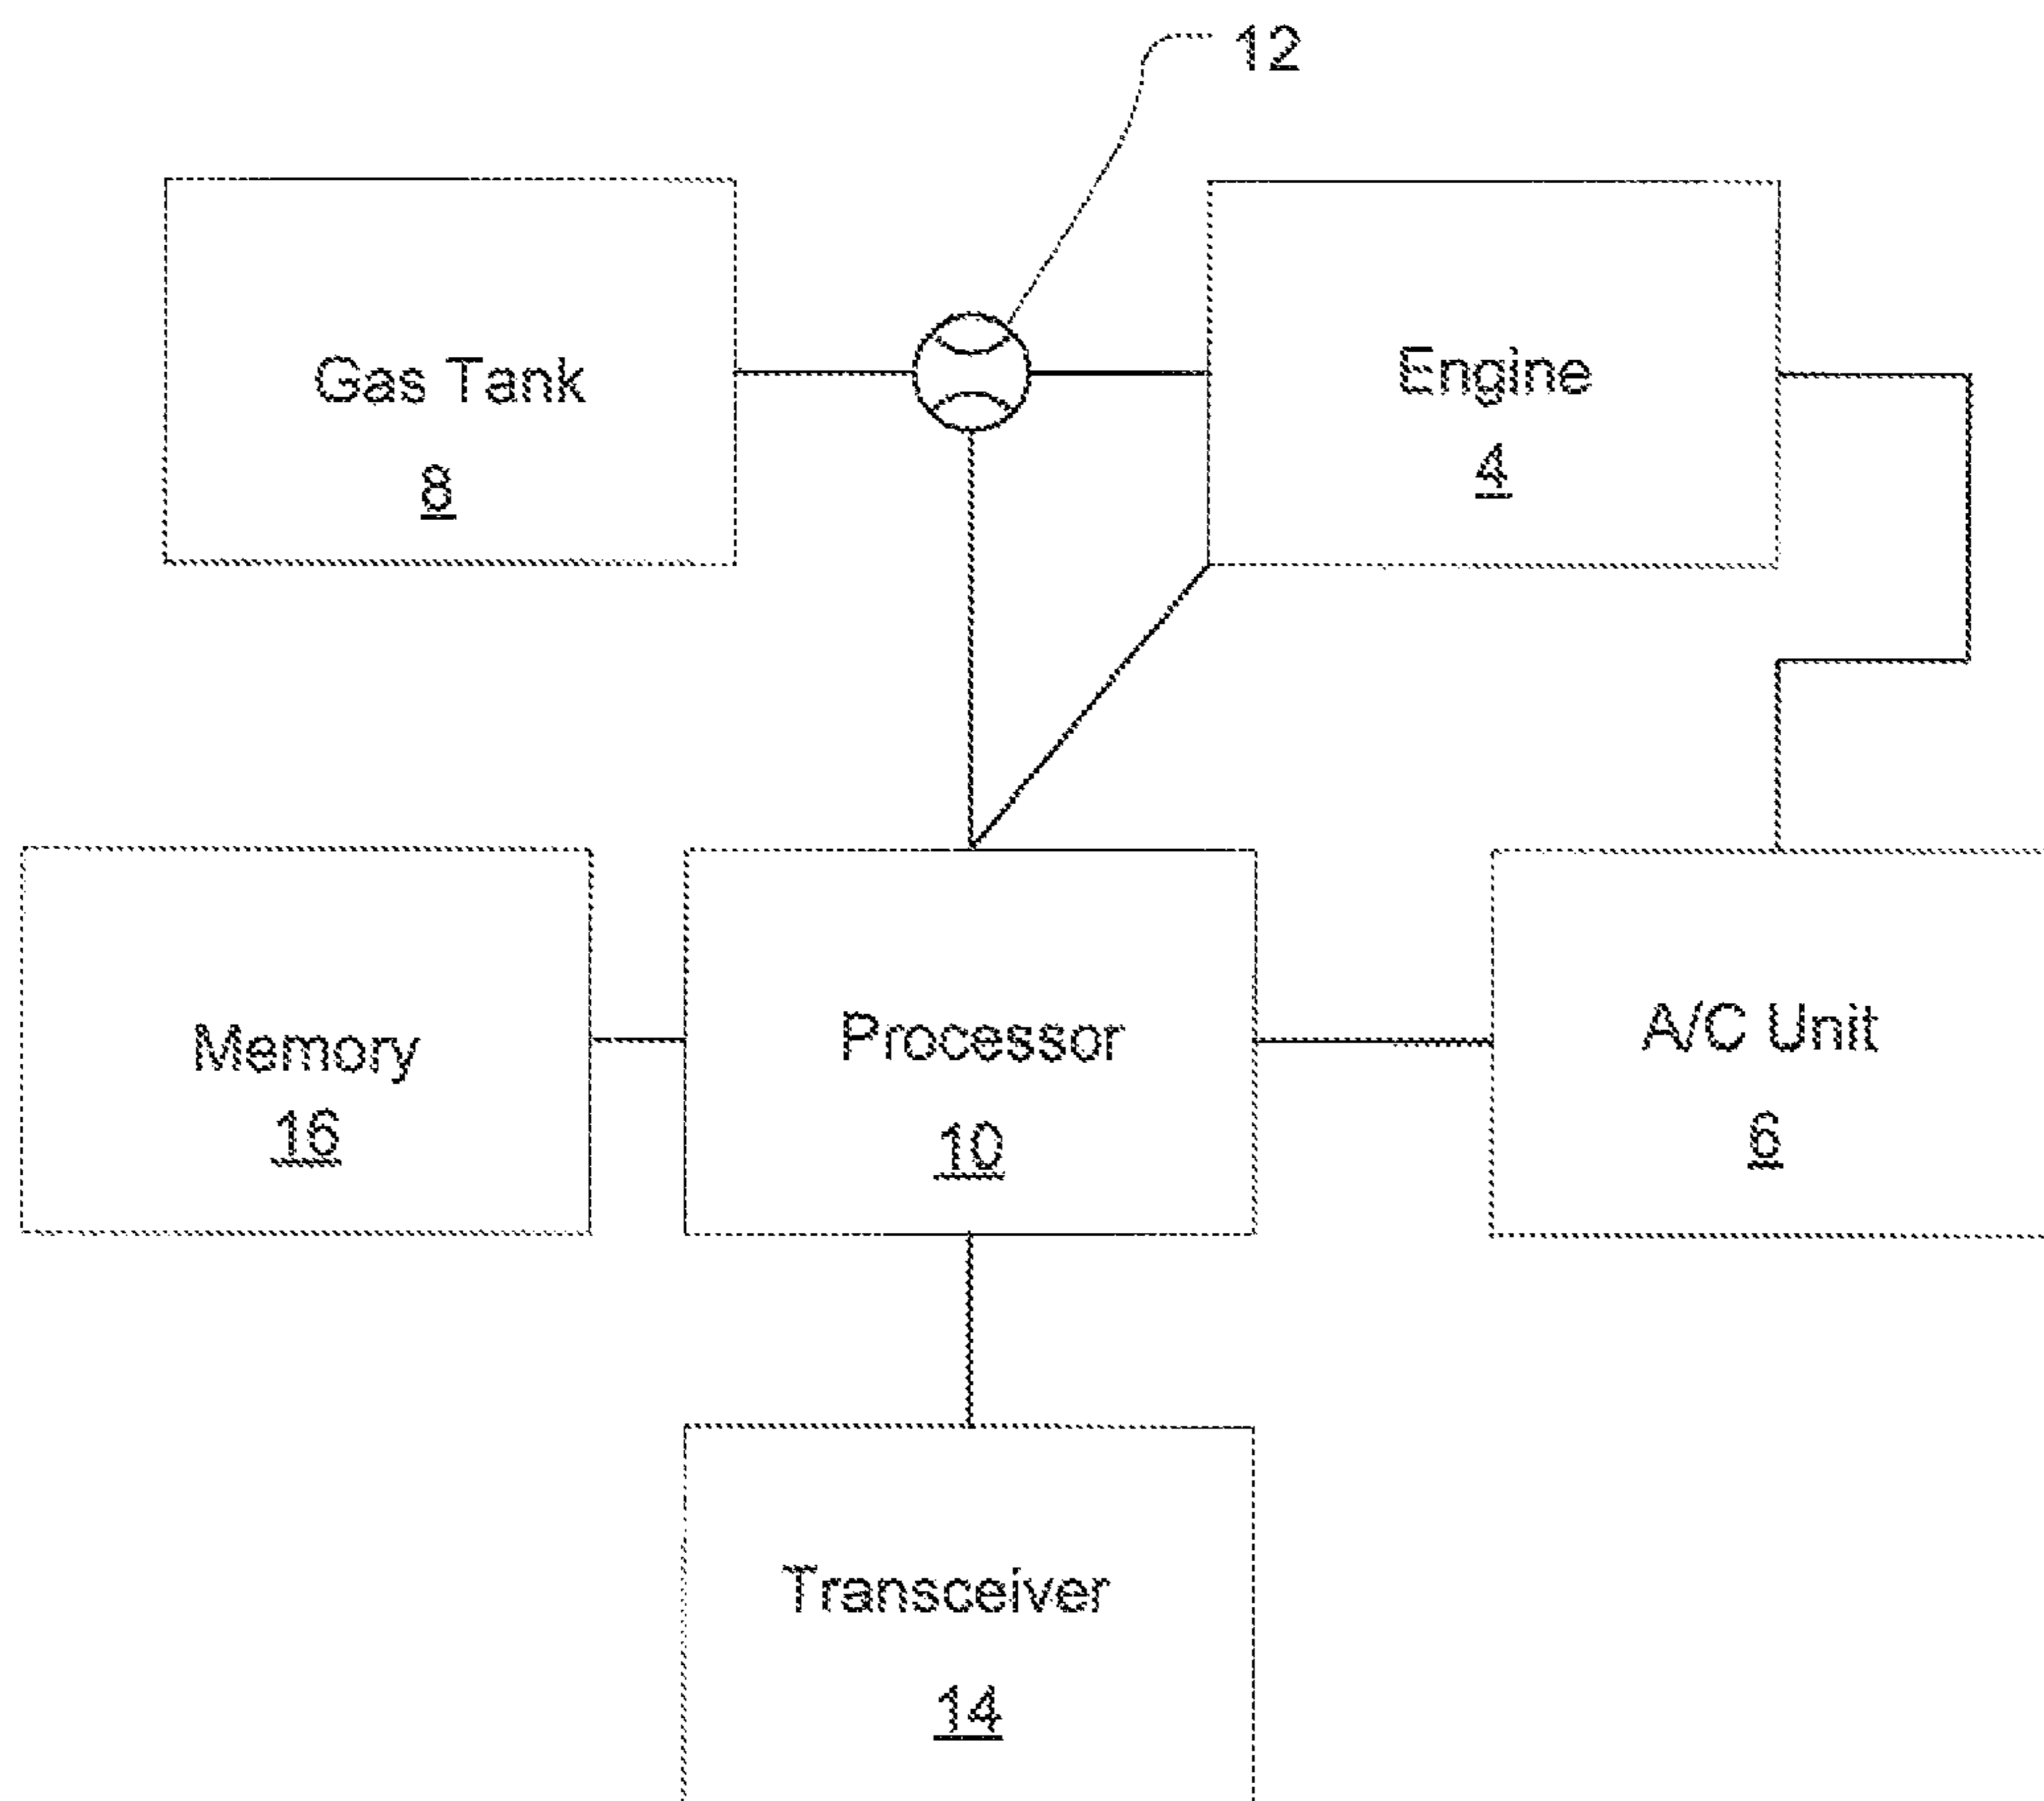 12
Gas Tank
8
Engine
4
Memory
16
Processor
10
A/C Unit
6
Transceiver
14